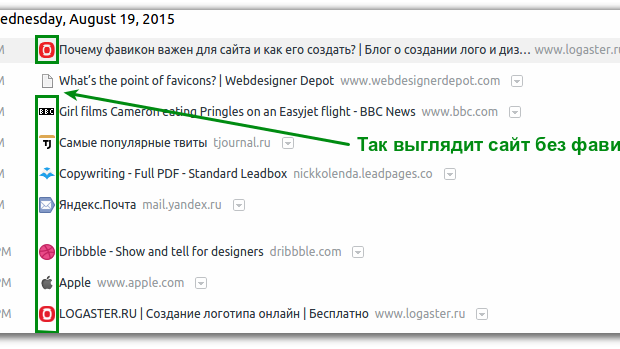 ednesday, August 19, 2015
M Почему фавикон важен для сайта и как его создать? | Блог о создании лого и диз... www.logaster.r
M What's the point of favicons? | Webdesigner Depot www.webdesignerdepot.com
M BBC Girl films Cameron eating Pringles on an Easyjet flight - BBC News www.bbc.com
M TJ Самые популярные твиты tjournal.ru
Так выглядит сайт без фави
M Copywriting - Full PDF - Standard Leadbox nickkolenda.leadpages.co
M Яндекс.Почта mail.yandex.ru
PM Dribbble - Show and tell for designers dribbble.com
PM Apple www.apple.com
PM LOGASTER.RU | Создание логотипа онлайн | Бесплатно www.logaster.ru